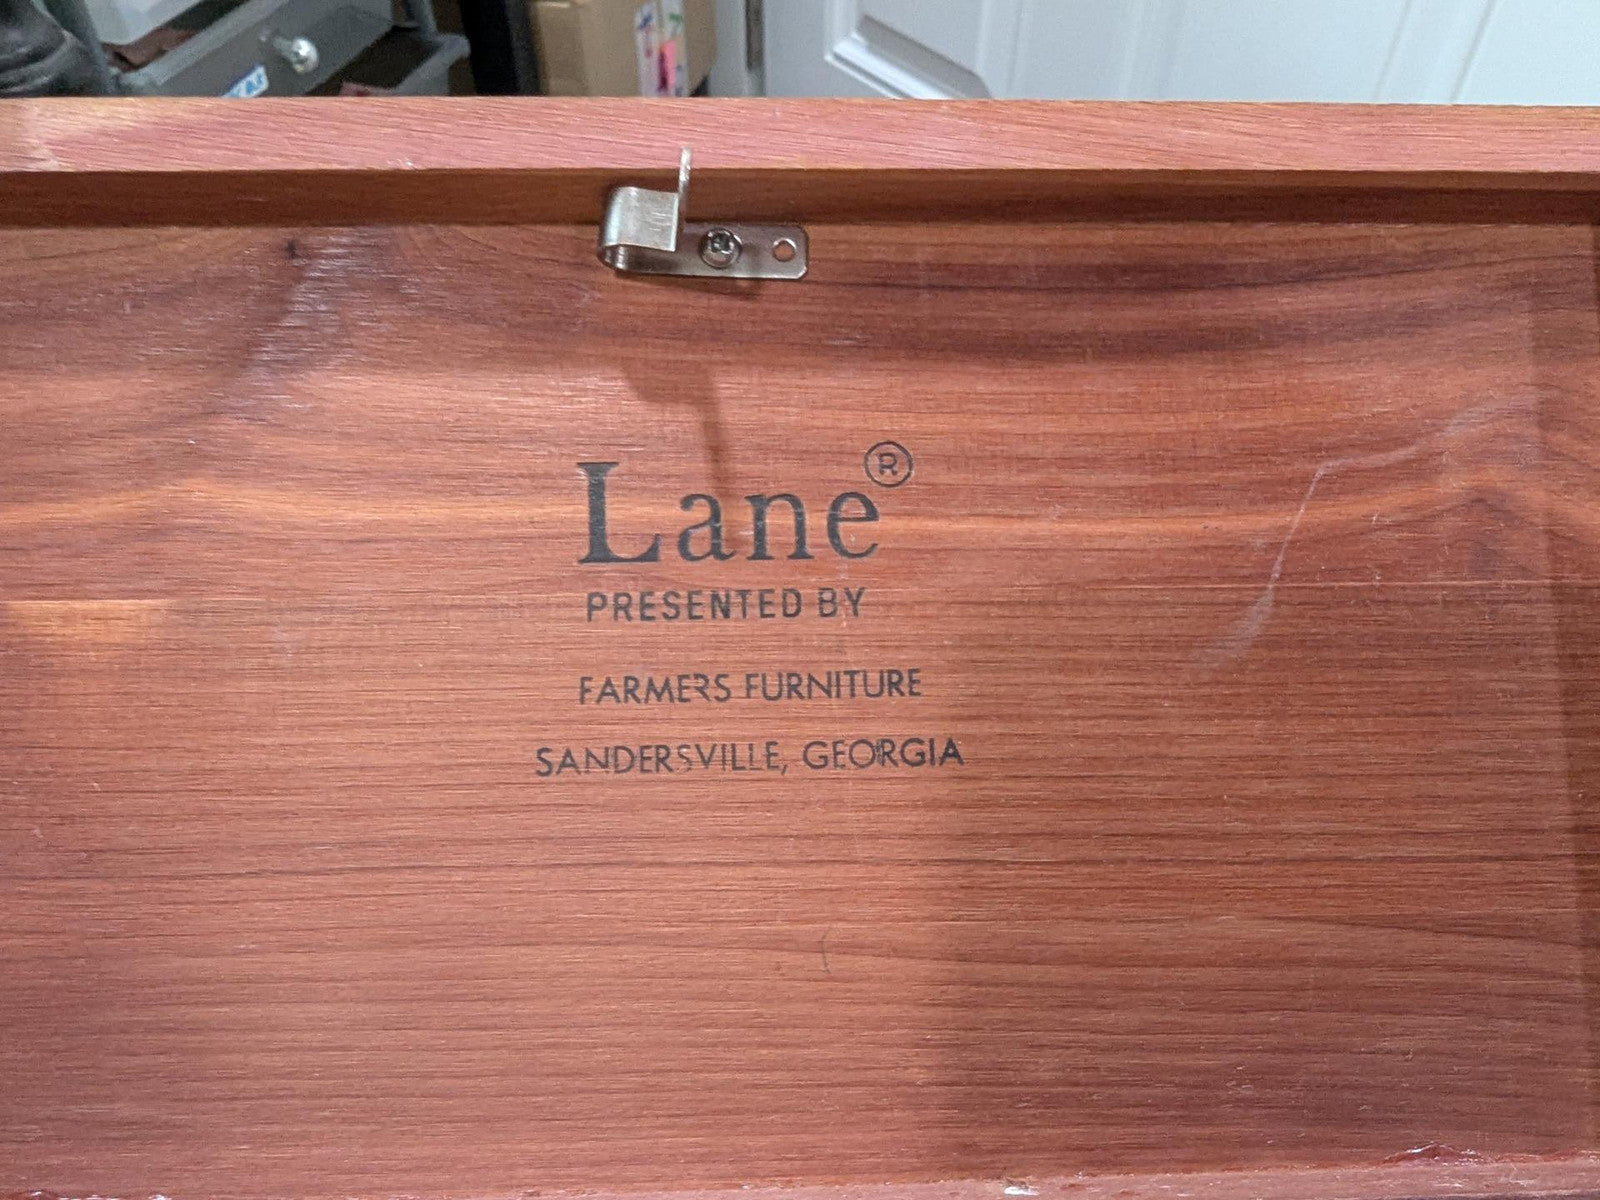 Lane®
PRESENTED BY
FARMERS FURNITURE
SANDERSVILLE, GEORGIA